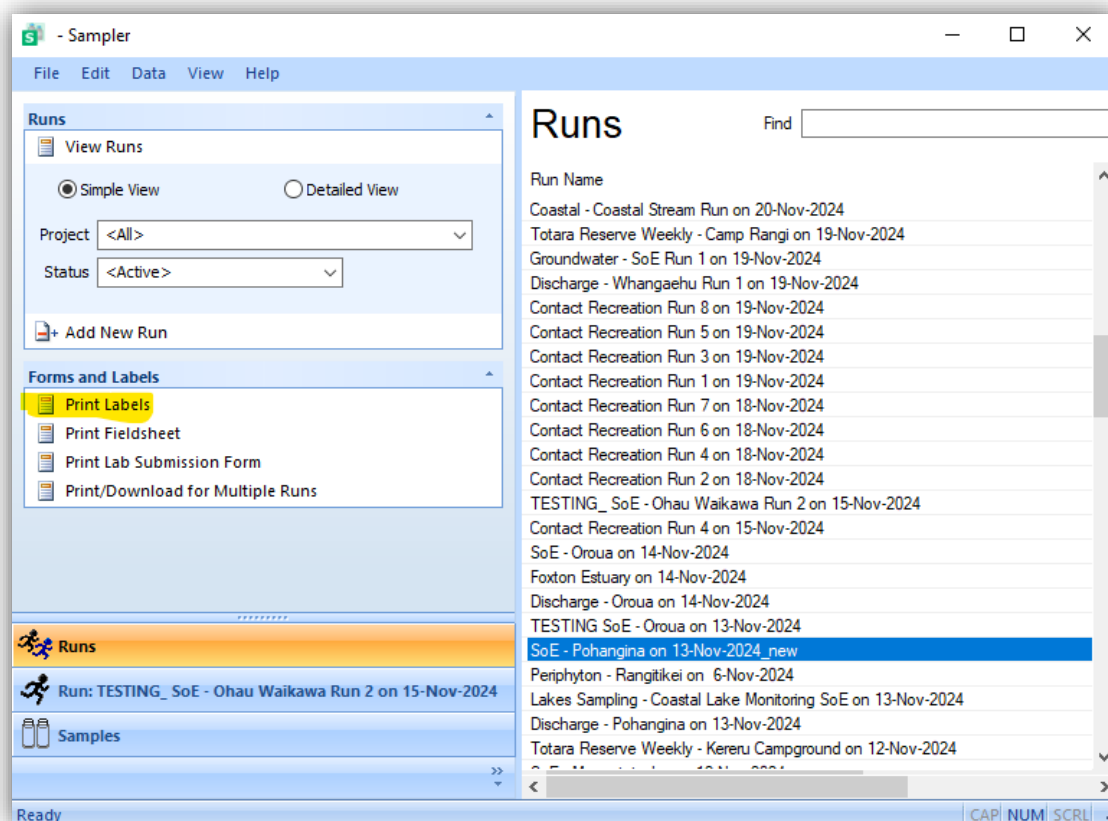 - Sampler
File Edit Data View Help
Runs
View Runs
Simple View Detailed View
Project <All>
Status <Active>
Add New Run
Forms and Labels
Print Labels
Print Fieldsheet
Print Lab Submission Form
Print/Download for Multiple Runs
Runs
Run: TESTING_ SoE - Ohau Waikawa Run 2 on 15-Nov-2024
Samples
Runs Find
Run Name
Coastal - Coastal Stream Run on 20-Nov-2024
Totara Reserve Weekly - Camp Rangi on 19-Nov-2024
Groundwater - SoE Run 1 on 19-Nov-2024
Discharge - Whangaehu Run 1 on 19-Nov-2024
Contact Recreation Run 8 on 19-Nov-2024
Contact Recreation Run 5 on 19-Nov-2024
Contact Recreation Run 3 on 19-Nov-2024
Contact Recreation Run 1 on 19-Nov-2024
Contact Recreation Run 7 on 18-Nov-2024
Contact Recreation Run 6 on 18-Nov-2024
Contact Recreation Run 4 on 18-Nov-2024
Contact Recreation Run 2 on 18-Nov-2024
TESTING_ SoE - Ohau Waikawa Run 2 on 15-Nov-2024
Contact Recreation Run 4 on 15-Nov-2024
SoE - Oroua on 14-Nov-2024
Foxton Estuary on 14-Nov-2024
Discharge - Oroua on 14-Nov-2024
TESTING SoE - Oroua on 13-Nov-2024
SoE - Pohangina on 13-Nov-2024_new
Periphyton - Rangitikei on 6-Nov-2024
Lakes Sampling - Coastal Lake Monitoring SoE on 13-Nov-2024
Discharge - Pohangina on 13-Nov-2024
Totara Reserve Weekly - Kereru Campground on 12-Nov-2024
Ready CAP NUM SCRL